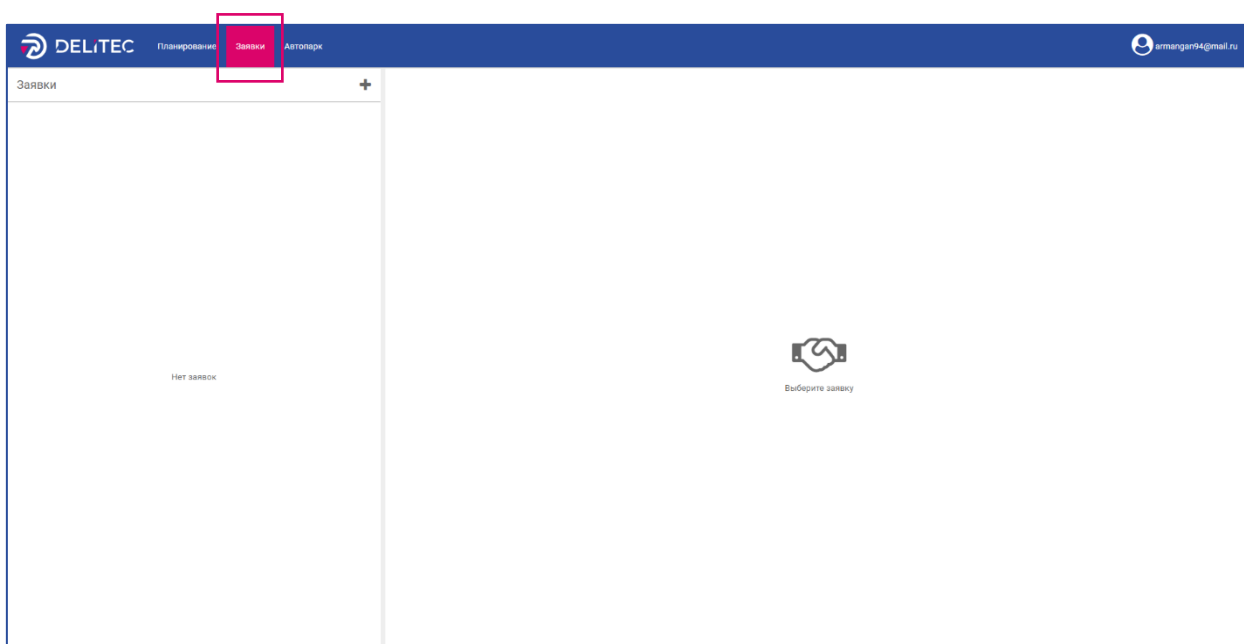 DELITEC Планирование Заявки Автопарк armangan94@mail.ru
Заявки
Нет заявок
Выберите заявку